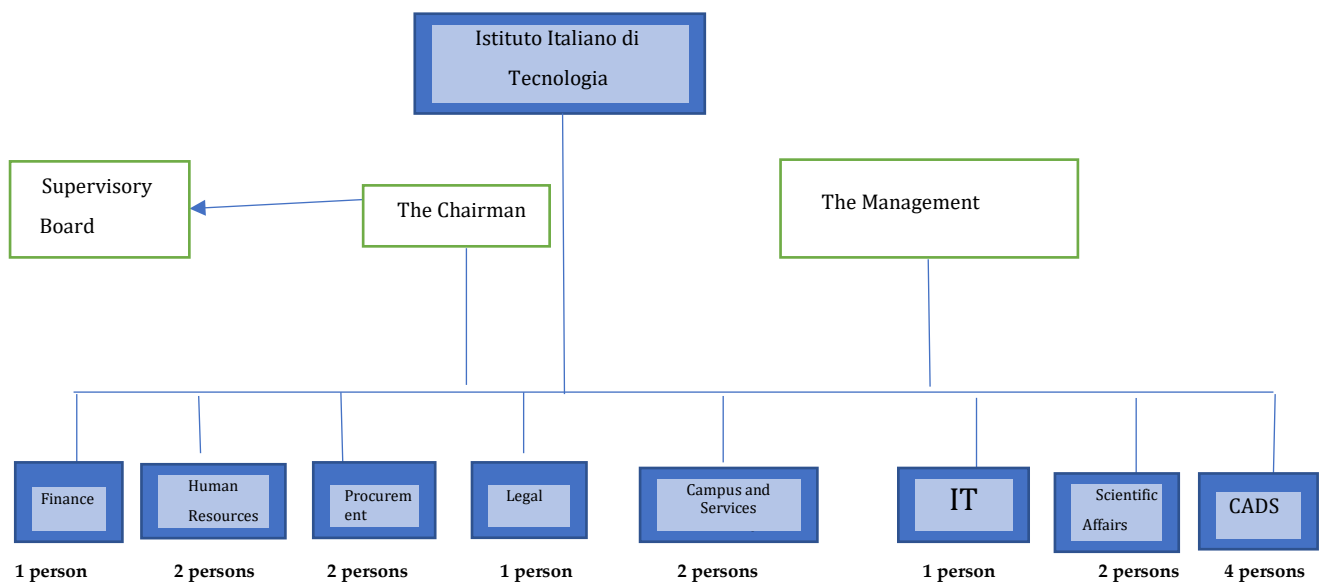 Istituto Italiano di
Tecnologia
Supervisory
Board
The Chairman
The Management
Finance
Human
Resources
Procurem
ent
Legal
Campus and
Services
IT
Scientific
Affairs
CADS
1 person
2 persons
2 persons
1 person
2 persons
1 person
2 persons
4 persons